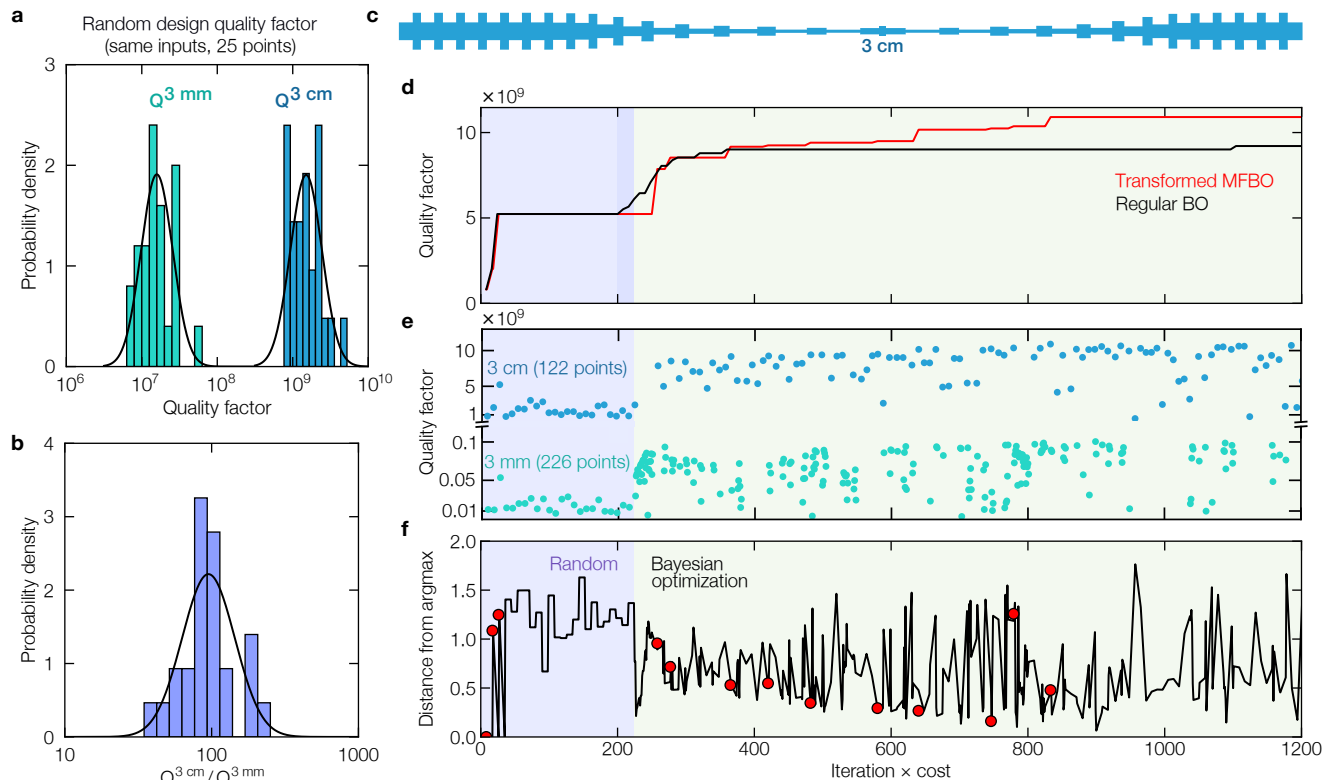 a
Random design quality factor
(same inputs, 25 points)
3
2
1
0
Probability density
Q3 mm
Q3 cm
10^6
10^7
10^8
10^9
10^10
Quality factor
b
4
3
2
1
0
Probability density
10
100
1000
Q3 cm / Q3 mm
c
3 cm
d
×10^9
10
5
0
Quality factor
Transformed MFBO
Regular BO
e
×10^9
10
5
1
0.1
0.05
0.01
Quality factor
3 cm (122 points)
3 mm (226 points)
f
2.0
1.5
1.0
0.5
0.0
Distance from argmax
Random
Bayesian
optimization
0
200
400
600
800
1000
1200
Iteration × cost